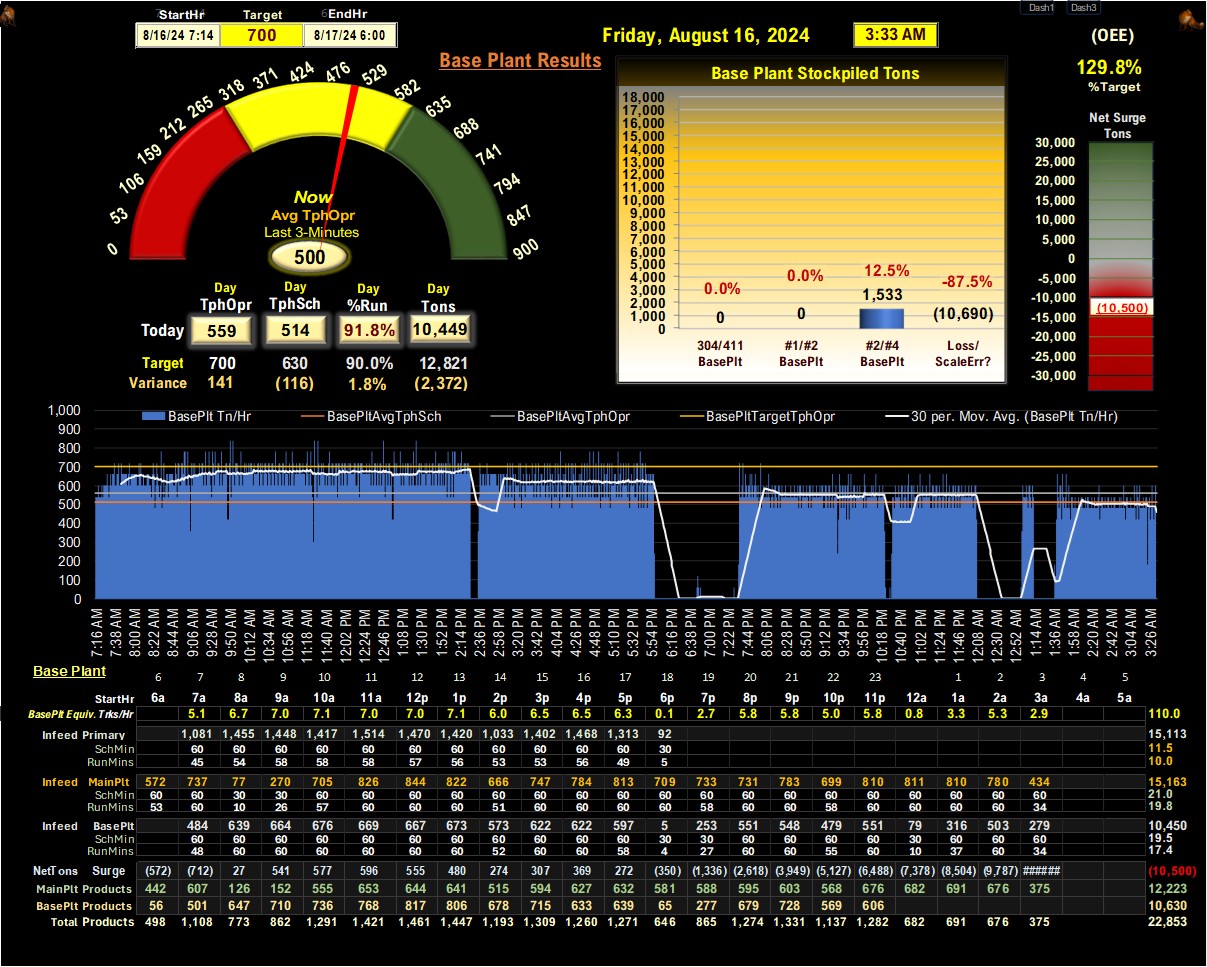 Dash1 Dash3
StartHr Target EndHr
8/16/24 7:14 700 8/17/24 6:00
Friday, August 16, 2024 3:33 AM
(OEE)
129.8%
%Target
Base Plant Results
0 53 106 159 212 265 318 371 424 476 529 582 635 688 741 794 847 900
Now
Avg TphOpr
Last 3-Minutes
500
Day Day Day Day
TphOpr TphSch %Run Tons
Today 559 514 91.8% 10,449
Target 700 630 90.0% 12,821
Variance 141 (116) 1.8% (2,372)
Base Plant Stockpiled Tons
18,000
17,000
16,000
15,000
14,000
13,000
12,000
11,000
10,000
9,000
8,000
7,000
6,000
5,000
4,000
3,000
2,000
1,000
0
0.0% 0.0% 12.5% -87.5%
0 0 1,533 (10,690)
304/411 #1/#2 #2/#4 Loss/
BasePlt BasePlt BasePlt ScaleErr?
Net Surge
Tons
30,000
25,000
20,000
15,000
10,000
5,000
0
-5,000
-10,000
(10,500)
-15,000
-20,000
-25,000
-30,000
BasePlt Tn/Hr BasePltAvgTphSch BasePltAvgTphOpr BasePltTargetTphOpr 30 per. Mov. Avg. (BasePlt Tn/Hr)
1,000
900
800
700
600
500
400
300
200
100
0
7:16 AM 7:38 AM 8:00 AM 8:22 AM 8:44 AM 9:06 AM 9:28 AM 9:50 AM 10:12 AM 10:34 AM 10:56 AM 11:18 AM 11:40 AM 12:02 PM 12:24 PM 12:46 PM 1:08 PM 1:30 PM 1:52 PM 2:14 PM 2:36 PM 2:58 PM 3:20 PM 3:42 PM 4:04 PM 4:26 PM 4:48 PM 5:10 PM 5:32 PM 5:54 PM 6:16 PM 6:38 PM 7:00 PM 7:22 PM 7:44 PM 8:06 PM 8:28 PM 8:50 PM 9:12 PM 9:34 PM 9:56 PM 10:18 PM 10:40 PM 11:02 PM 11:24 PM 11:46 PM 12:08 AM 12:30 AM 12:52 AM 1:14 AM 1:36 AM 1:58 AM 2:20 AM 2:42 AM 3:04 AM 3:26 AM
Base Plant
6 7 8 9 10 11 12 13 14 15 16 17 18 19 20 21 22 23 1 2 3 4 5
StartHr 6a 7a 8a 9a 10a 11a 12p 1p 2p 3p 4p 5p 6p 7p 8p 9p 10p 11p 12a 1a 2a 3a 4a 5a
BasePlt Equiv. Trks/Hr 5.1 6.7 7.0 7.1 7.0 7.0 7.1 6.0 6.5 6.5 6.3 0.1 2.7 5.8 5.8 5.0 5.8 0.8 3.3 5.3 2.9 110.0
Infeed Primary 1,081 1,455 1,448 1,417 1,514 1,470 1,420 1,033 1,402 1,468 1,313 92 15,113
SchMin 60 60 60 60 60 60 60 60 60 60 60 30 11.5
RunMins 45 54 58 58 58 57 56 53 53 56 49 5 10.0
Infeed MainPlt 572 737 77 270 705 826 844 822 666 747 784 813 709 733 731 783 699 810 811 810 780 434 15,163
SchMin 60 60 30 30 60 60 60 60 60 60 60 60 60 60 60 60 60 60 60 60 60 60 21.0
RunMins 53 60 10 26 57 60 60 60 51 60 60 60 60 58 60 60 58 60 60 60 60 34 19.8
Infeed BasePlt 484 639 664 676 669 667 673 573 622 622 597 5 253 551 548 479 551 79 316 503 279 10,450
SchMin 60 60 60 60 60 60 60 60 60 60 60 30 30 60 60 60 60 30 60 60 60 19.5
RunMins 48 60 60 60 60 60 60 52 60 60 58 4 27 60 60 55 60 10 37 60 34 17.4
NetTons Surge (572) (712) 27 541 577 596 555 480 274 307 369 272 (350) (1,336) (2,618) (3,949) (5,127) (6,488) (7,378) (8,504) (9,787) ###### (10,500)
MainPlt Products 442 607 126 152 555 653 644 641 515 594 627 632 581 588 595 603 568 676 682 691 676 375 12,223
BasePlt Products 56 501 647 710 736 768 817 806 678 715 633 639 65 277 679 728 569 606 10,630
Total Products 498 1,108 773 862 1,291 1,421 1,461 1,447 1,193 1,309 1,260 1,271 646 865 1,274 1,331 1,137 1,282 682 691 676 375 22,853